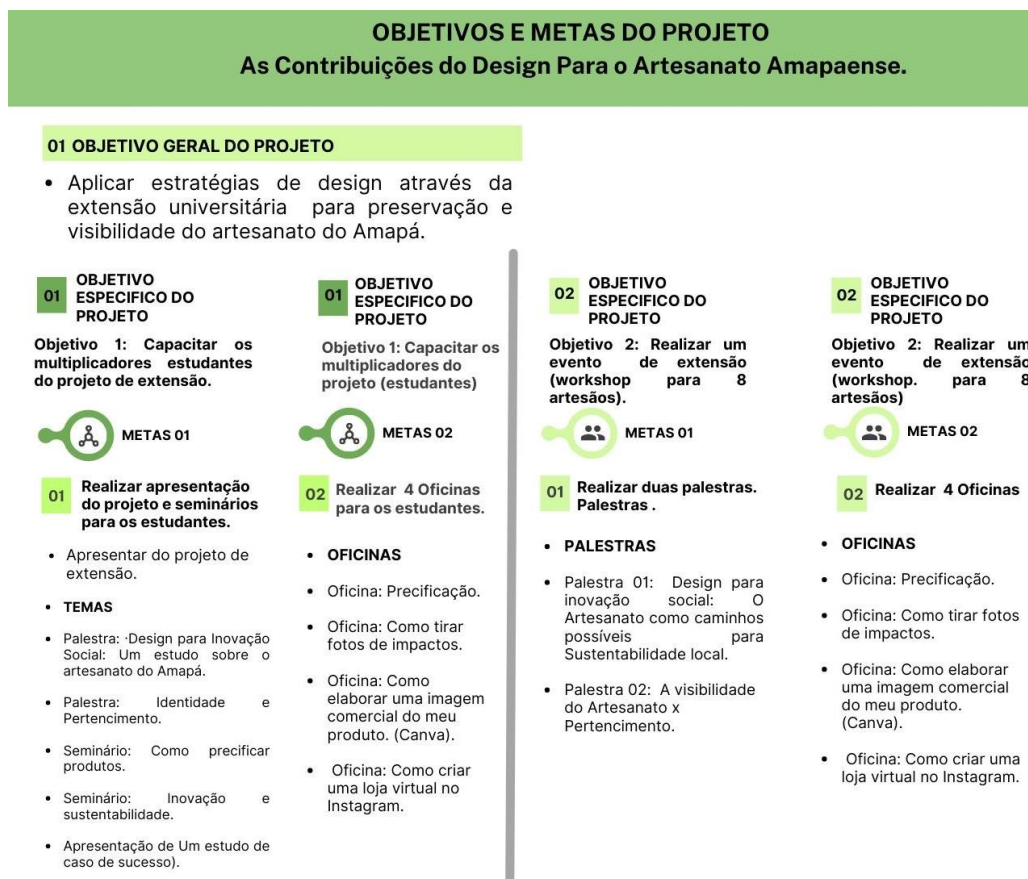 OBJETIVOS E METAS DO PROJETO
As Contribuições do Design Para o Artesanato Amapaense.
01 OBJETIVO GERAL DO PROJETO
• Aplicar estratégias de design através da
extensão universitária para preservação e
visibilidade do artesanato do Amapá.
01
OBJETIVO
ESPECIFICO DO
PROJETO
Objetivo 1: Capacitar os
multiplicadores estudantes
do projeto de extensão.
METAS 01
01
Realizar apresentação
do projeto e seminários
para os estudantes.
• Apresentar do projeto de
extensão.
• TEMAS
• Palestra: ·Design para Inovação
Social: Um estudo sobre o
artesanato do Amapá.
• Palestra: Identidade e
Pertencimento.
• Seminário: Como precificar
produtos.
• Seminário: Inovação e
sustentabilidade.
• Apresentação de Um estudo de
caso de sucesso).
01
OBJETIVO
ESPECIFICO DO
PROJETO
Objetivo 1: Capacitar os
multiplicadores do
projeto (estudantes)
METAS 02
02
Realizar 4 Oficinas
para os estudantes.
• OFICINAS
• Oficina: Precificação.
• Oficina: Como tirar
fotos de impactos.
• Oficina: Como
elaborar uma imagem
comercial do meu
produto. (Canva).
• Oficina: Como criar
uma loja virtual no
Instagram.
02
OBJETIVO
ESPECIFICO DO
PROJETO
Objetivo 2: Realizar um
evento de extensão
(workshop para 8
artesãos).
METAS 01
01
Realizar duas palestras.
Palestras .
• PALESTRAS
• Palestra 01: Design para
inovação social: O
Artesanato como caminhos
possíveis para
Sustentabilidade local.
• Palestra 02: A visibilidade
do Artesanato x
Pertencimento.
02
OBJETIVO
ESPECIFICO DO
PROJETO
Objetivo 2: Realizar um
evento de extensão
(workshop. para 8
artesãos)
METAS 02
02
Realizar 4 Oficinas
• OFICINAS
• Oficina: Precificação.
• Oficina: Como tirar fotos
de impactos.
• Oficina: Como elaborar
uma imagem comercial
do meu produto.
(Canva).
• Oficina: Como criar uma
loja virtual no Instagram.